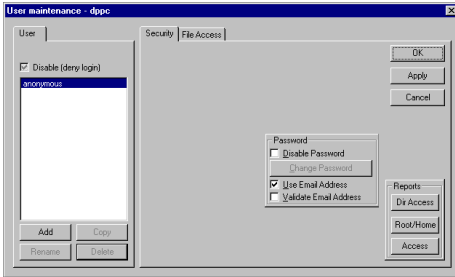 User maintenance - dppc
User
Security
File Access
Disable (deny login)
anonymous
Add
Copy
Rename
Delete
Password
Disable Password
Change Password
Use Email Address
Validate Email Address
OK
Apply
Cancel
Reports
Dir Access
Root/Home
Access